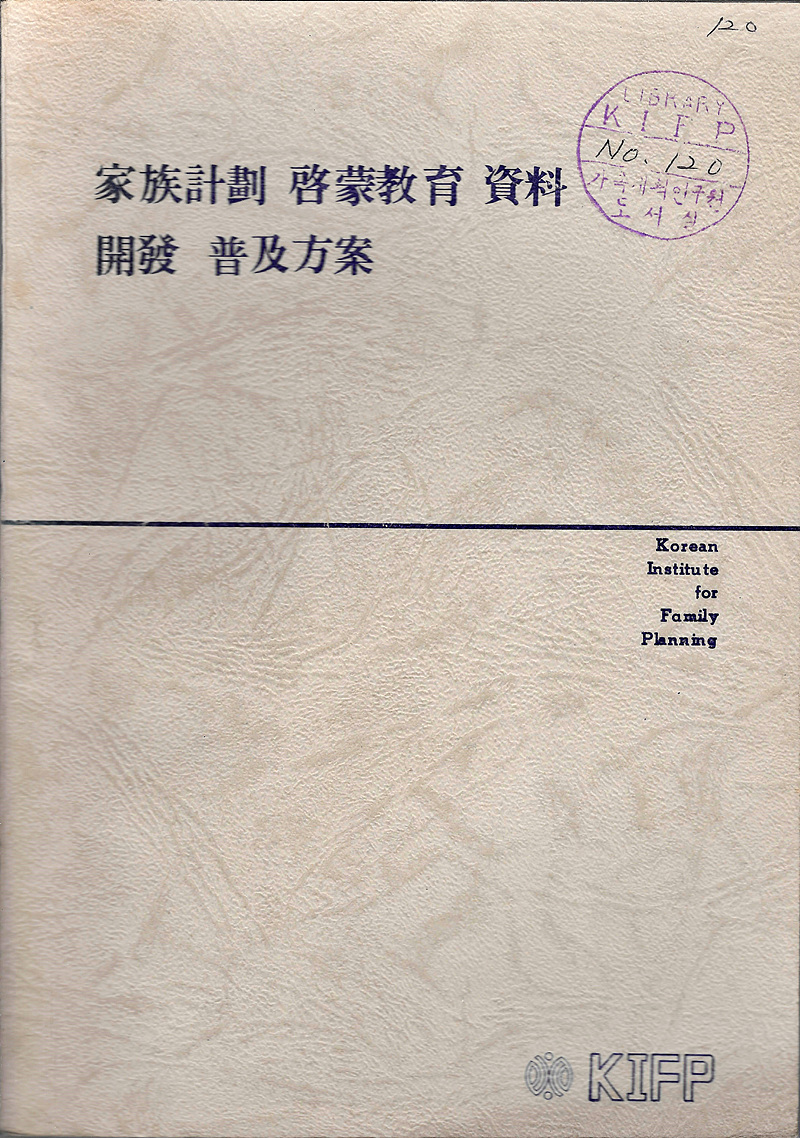 120
LIBRARY
K I F P
No. 120
가족계획연구원
도서실
家族計劃 啓蒙教育 資料
開發 普及方案
Korean
Institute
for
Family
Planning
KIFP